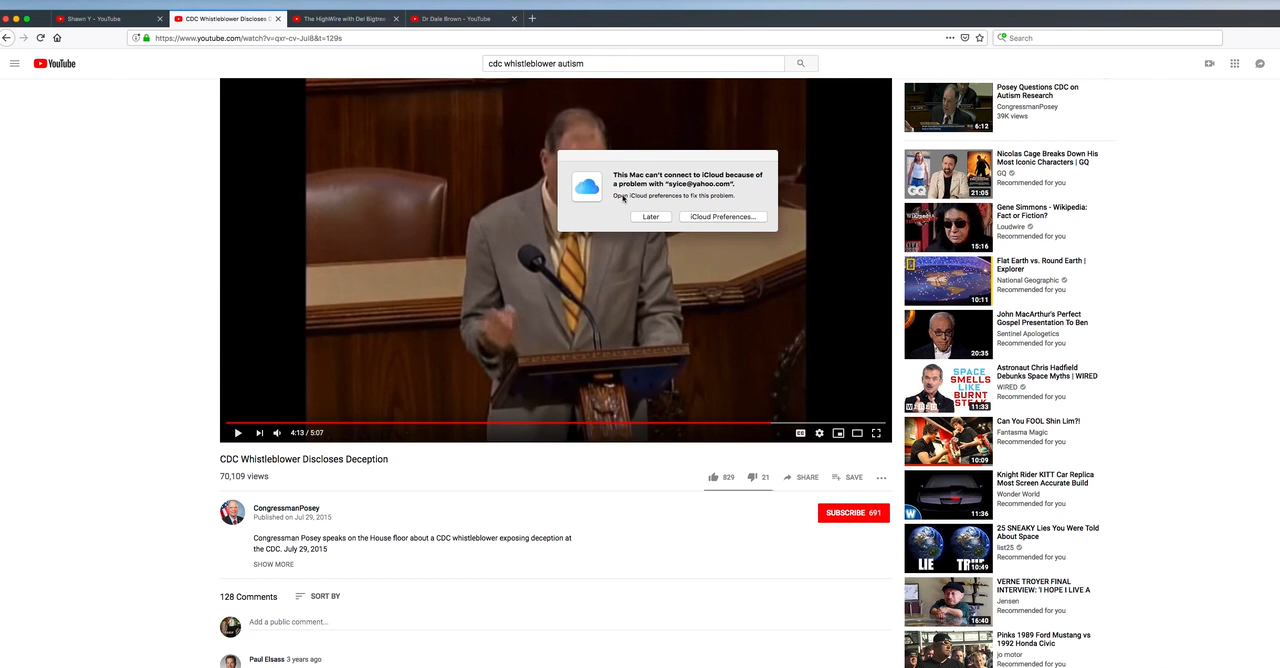 Shawn Y - YouTube
CDC Whistleblower Discloses D
The HighWire with Del Bigtree
Dr Dale Brown - YouTube
https://www.youtube.com/watch?v=qxr-cv-JuI8&t=129s
Search
YouTube
cdc whistleblower autism
This Mac can't connect to iCloud because of
a problem with "syice@yahoo.com".
Open iCloud preferences to fix this problem.
Later
iCloud Preferences...
4:13 / 5:07
CDC Whistleblower Discloses Deception
70,109 views
829
21
SHARE
SAVE
CongressmanPosey
Published on Jul 29, 2015
SUBSCRIBE 691
Congressman Posey speaks on the House floor about a CDC whistleblower exposing deception at
the CDC. July 29, 2015
SHOW MORE
128 Comments
SORT BY
Add a public comment...
Paul Elsass 3 years ago
Posey Questions CDC on
Autism Research
CongressmanPosey
39K views
6:12
Nicolas Cage Breaks Down His
Most Iconic Characters | GQ
GQ
Recommended for you
21:05
Gene Simmons - Wikipedia:
Fact or Fiction?
Loudwire
Recommended for you
15:16
Flat Earth vs. Round Earth |
Explorer
National Geographic
Recommended for you
10:11
John MacArthur's Perfect
Gospel Presentation To Ben
Sentinel Apologetics
Recommended for you
20:35
Astronaut Chris Hadfield
Debunks Space Myths | WIRED
WIRED
Recommended for you
SPACE
SMELLS
LIKE
BURNT
STEAK
11:33
Can You FOOL Shin Lim?!
Fantasma Magic
Recommended for you
10:09
Knight Rider KITT Car Replica
Most Screen Accurate Build
Wonder World
Recommended for you
11:36
25 SNEAKY Lies You Were Told
About Space
list25
Recommended for you
LIE
10:49
VERNE TROYER FINAL
INTERVIEW: 'I HOPE I LIVE A
Jensen
Recommended for you
16:40
Pinks 1989 Ford Mustang vs
1992 Honda Civic
jo motor
Recommended for you